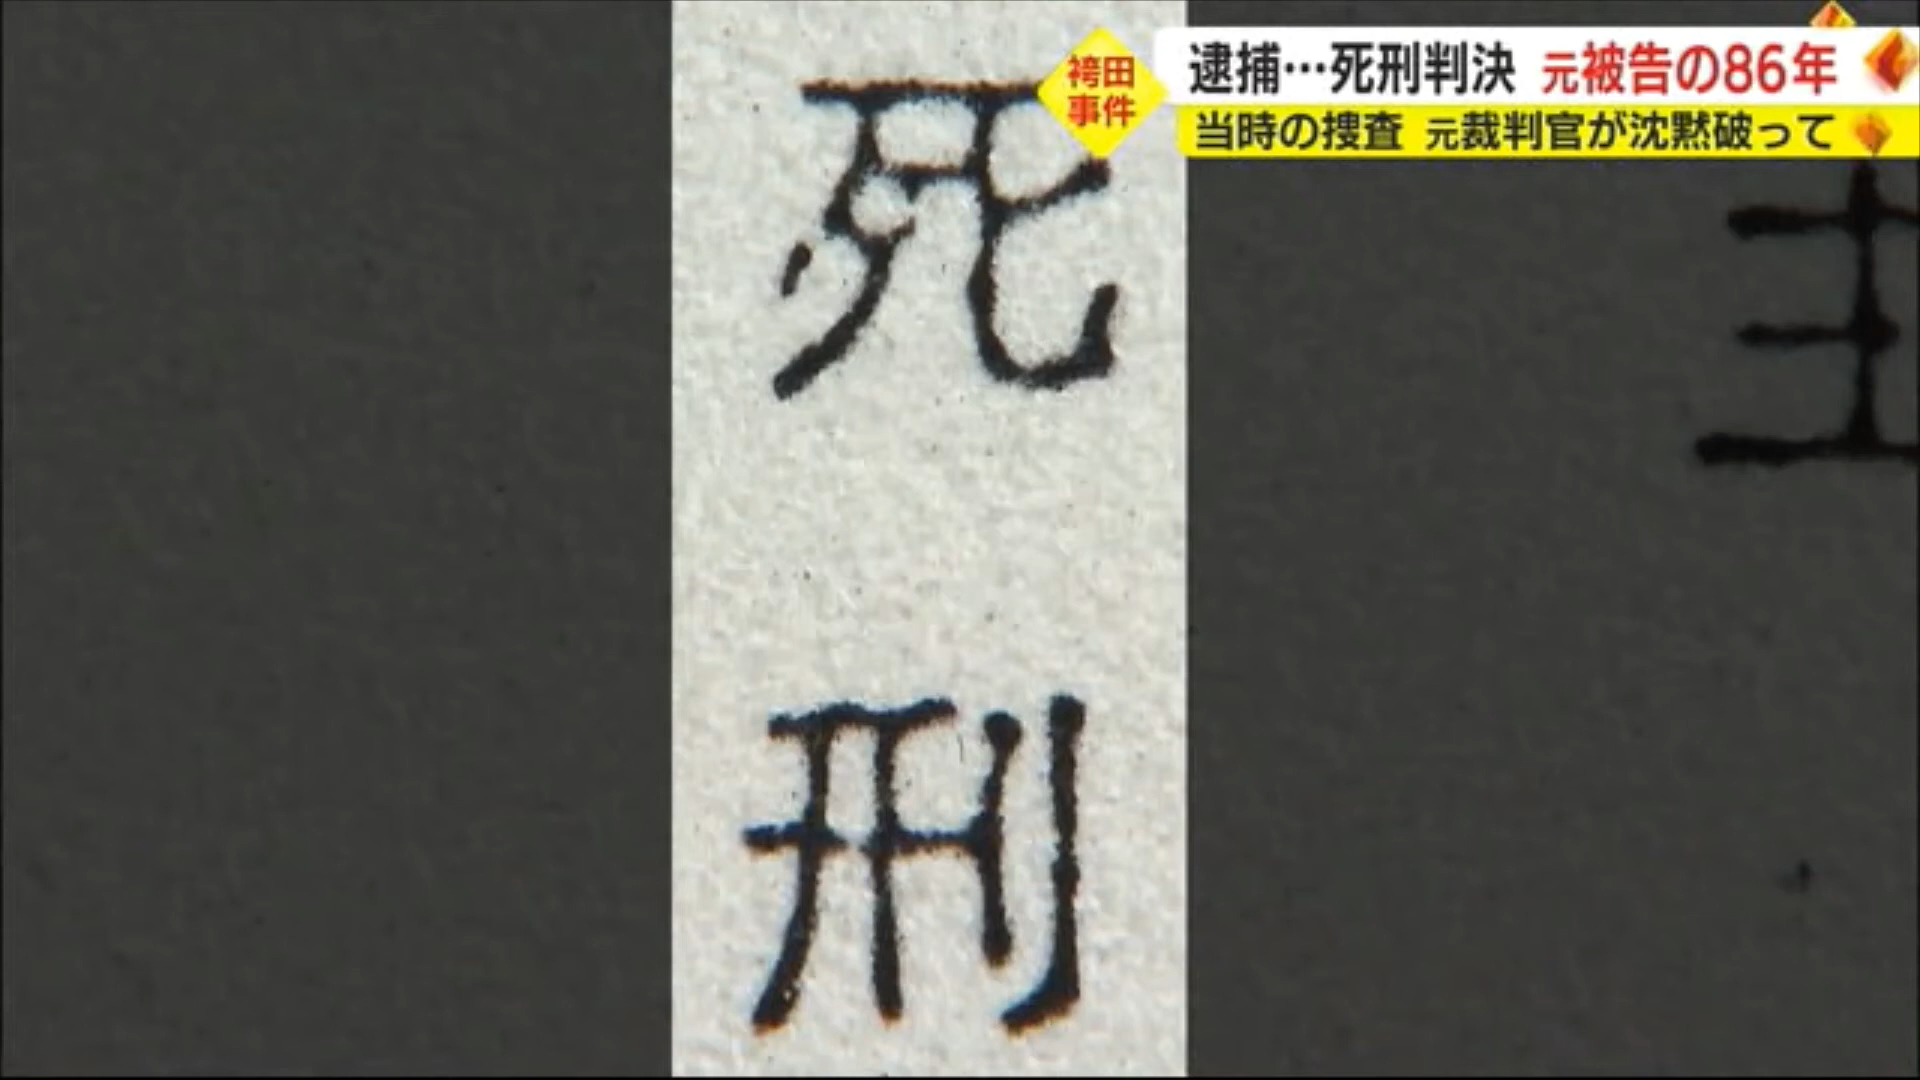 袴田
事件
逮捕…死刑判決 元被告の86年
当時の捜査 元裁判官が沈黙破って
死刑